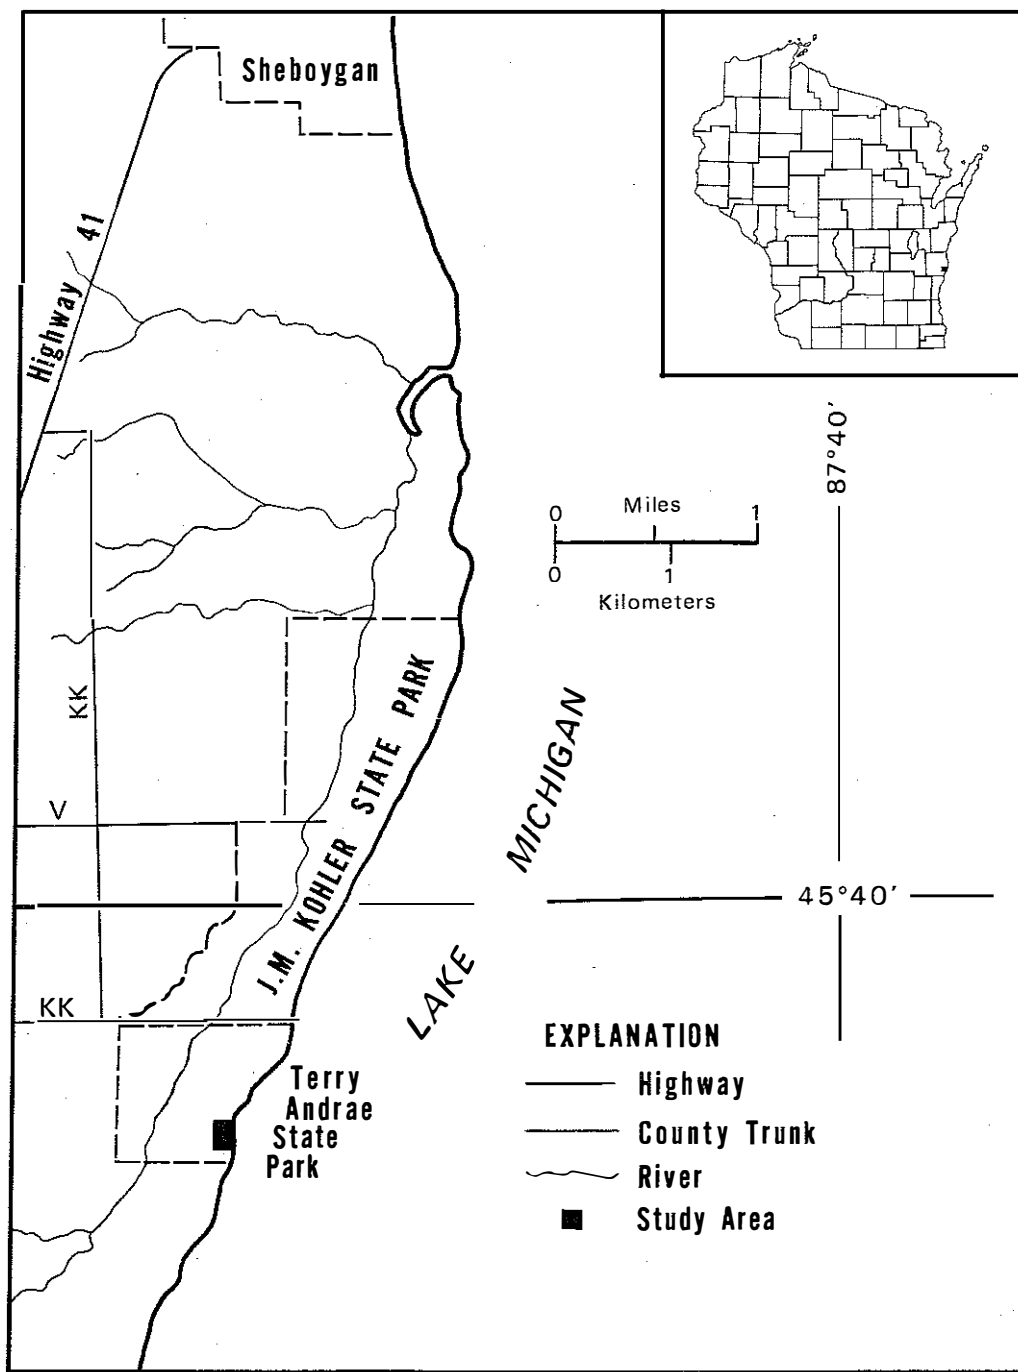 Sheboygan
Highway 41
87°40'
0 Miles 1
0 1
Kilometers
KK
J.M. KOHLER STATE PARK
V
LAKE MICHIGAN
45°40'
KK
EXPLANATION
Highway
County Trunk
River
Study Area
Terry
Andrae
State
Park